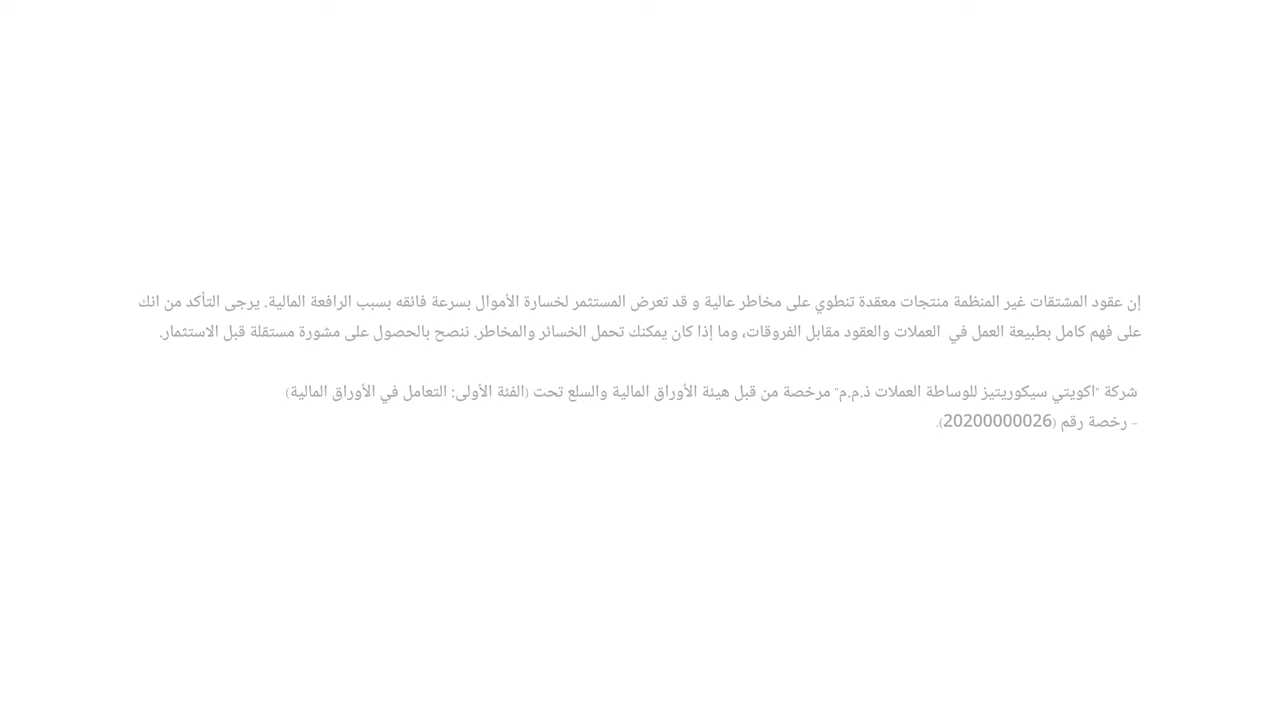 إن عقود المشتقات غير المنظمة منتجات معقدة تنطوي على مخاطر عالية و قد تعرض المستثمر لخسارة الأموال بسرعة فائقه بسبب الرافعة المالية. يرجى التأكد من انك
على فهم كامل بطبيعة العمل في العملات والعقود مقابل الفروقات، وما إذا كان يمكنك تحمل الخسائر والمخاطر. ننصح بالحصول على مشورة مستقلة قبل الاستثمار.
شركة "اكويتي سيكوريتيز للوساطة العملات ذ.م.م" مرخصة من قبل هيئة الأوراق المالية والسلع تحت (الفئة الأولى: التعامل في الأوراق المالية)
– رخصة رقم (20200000026).